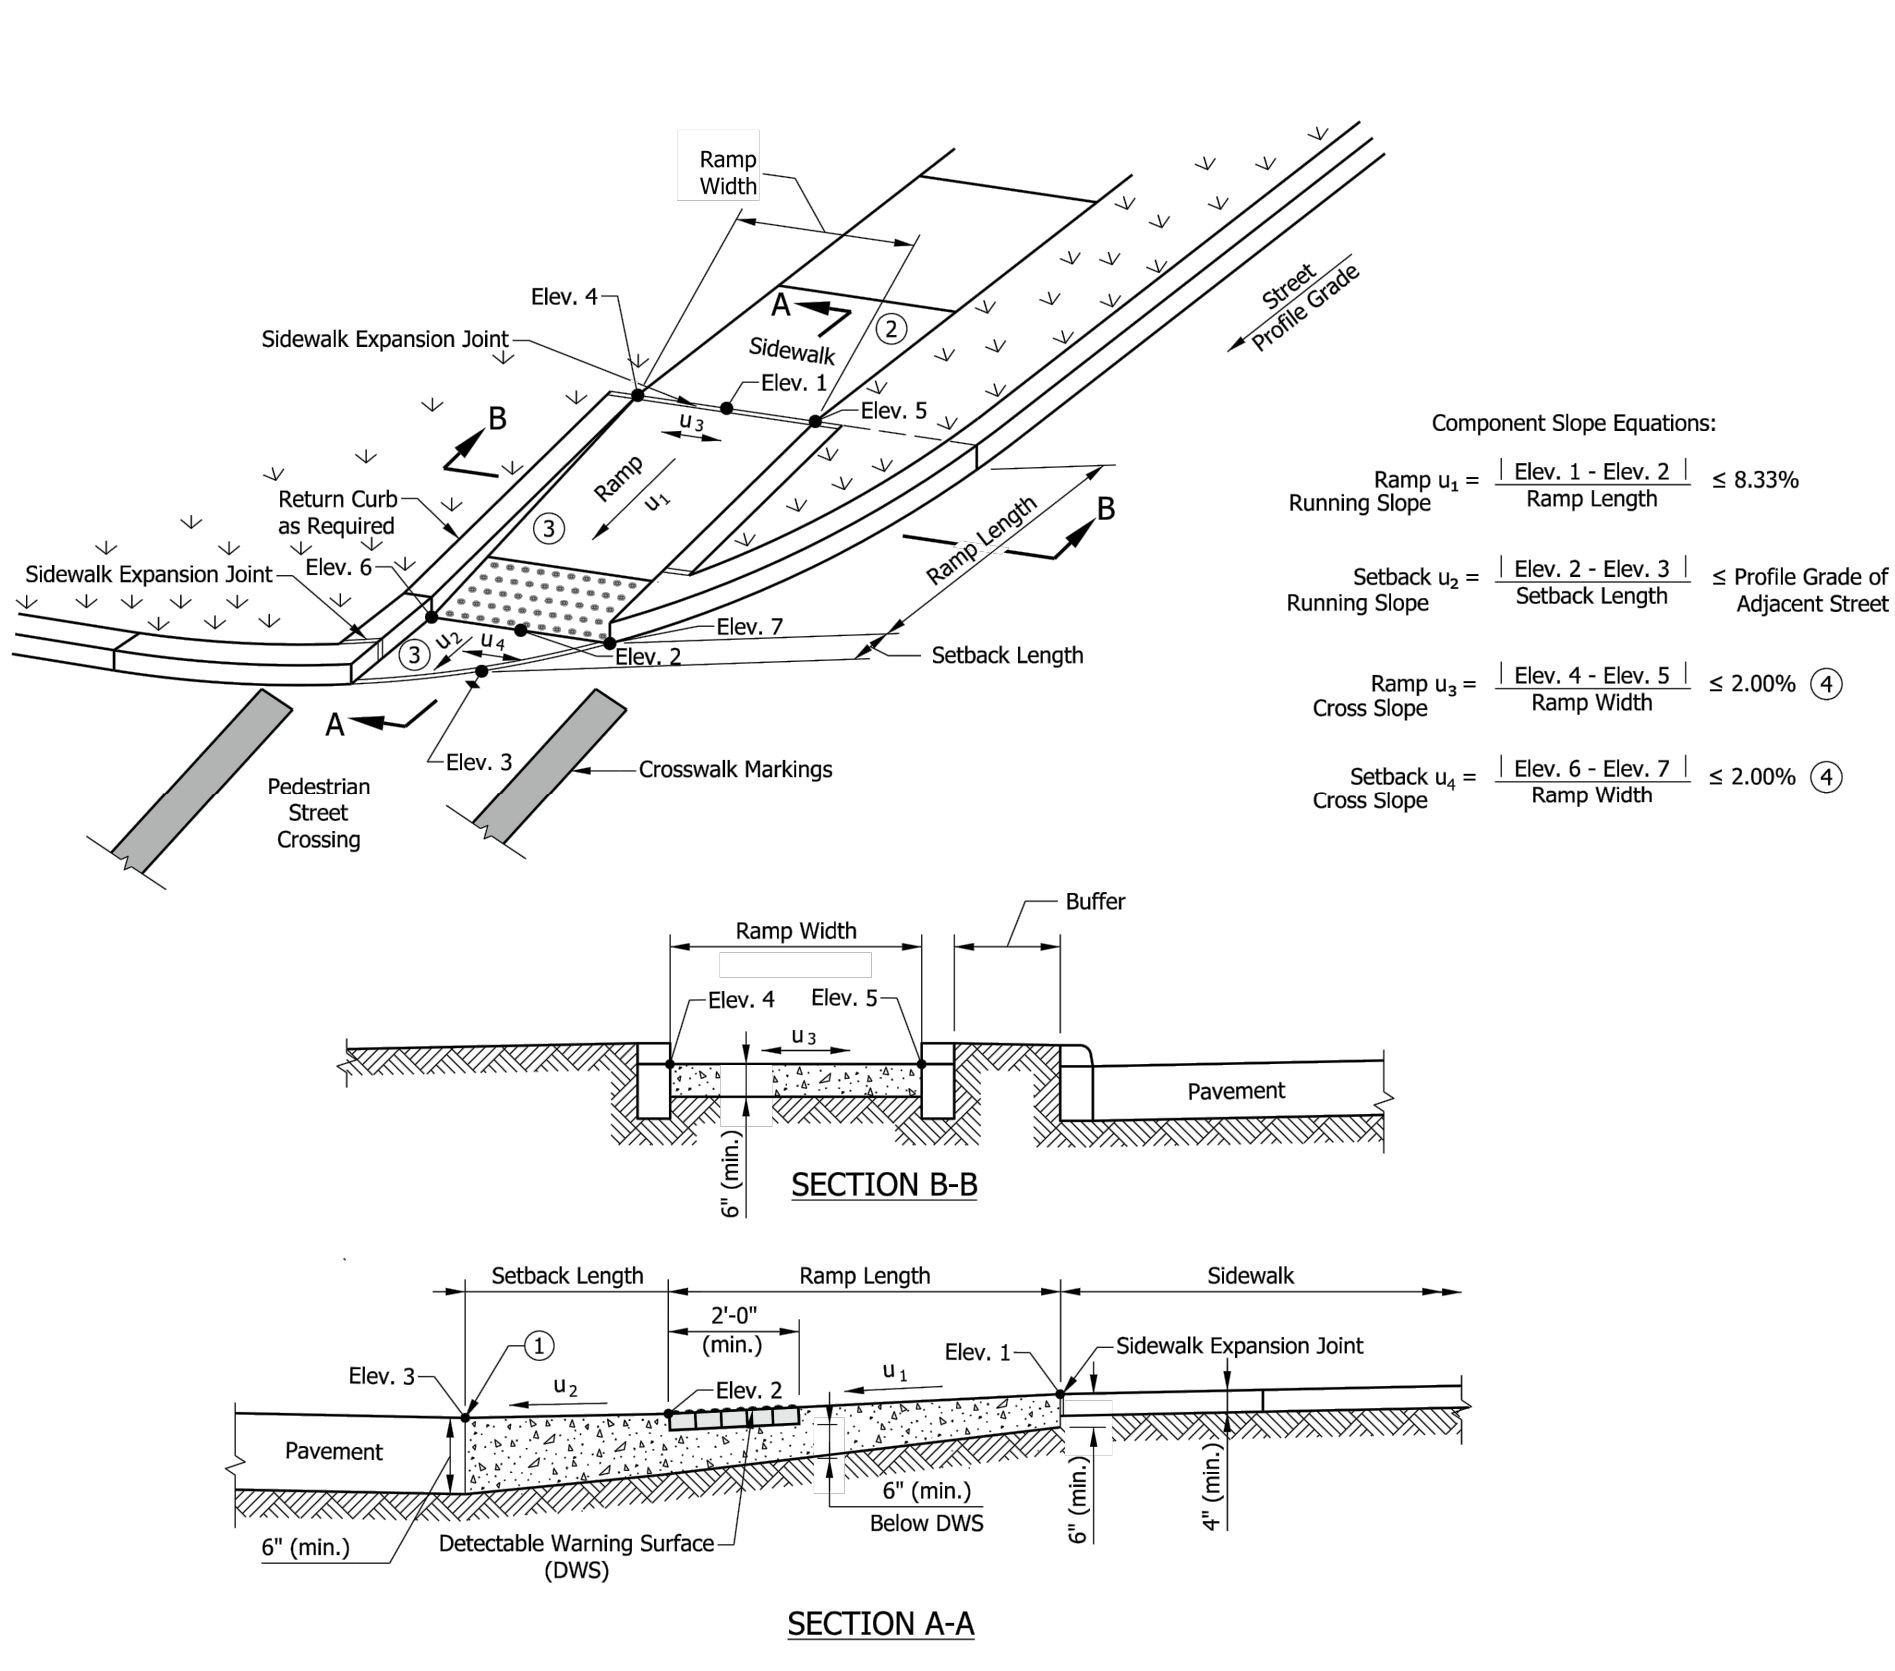 Ramp
Width
Elev. 4
A
2
Sidewalk Expansion Joint
Sidewalk
Elev. 1
Elev. 5
Street
Profile Grade
B
u3
Ramp
u1
Return Curb
as Required
3
Ramp Length
B
Sidewalk Expansion Joint
Elev. 6
Elev. 7
3
u2
u4
Elev. 2
Setback Length
A
Elev. 3
Crosswalk Markings
Pedestrian
Street
Crossing
Component Slope Equations:
Ramp u1 = | Elev. 1 - Elev. 2 | ≤ 8.33%
Running Slope Ramp Length
Setback u2 = | Elev. 2 - Elev. 3 | ≤ Profile Grade of
Running Slope Setback Length Adjacent Street
Ramp u3 = | Elev. 4 - Elev. 5 | ≤ 2.00% 4
Cross Slope Ramp Width
Setback u4 = | Elev. 6 - Elev. 7 | ≤ 2.00% 4
Cross Slope Ramp Width
Buffer
Ramp Width
Elev. 4
Elev. 5
u3
Pavement
6" (min.)
SECTION B-B
Setback Length
Ramp Length
Sidewalk
2'-0"
(min.)
1
Elev. 1
Sidewalk Expansion Joint
Elev. 3
u2
Elev. 2
u1
Pavement
6" (min.)
Below DWS
6" (min.)
4" (min.)
6" (min.)
Detectable Warning Surface
(DWS)
SECTION A-A